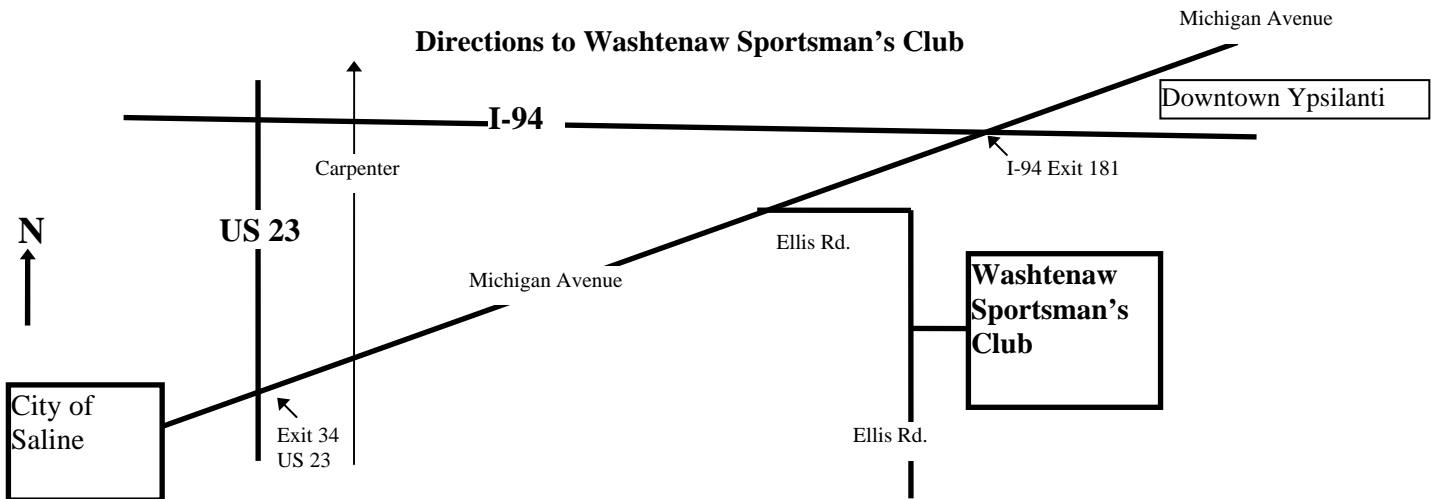 Michigan Avenue
Directions to Washtenaw Sportsman's Club
Downtown Ypsilanti
I-94
Carpenter
I-94 Exit 181
N
US 23
Ellis Rd.
Michigan Avenue
Washtenaw
Sportsman's
Club
City of
Saline
Exit 34
US 23
Ellis Rd.